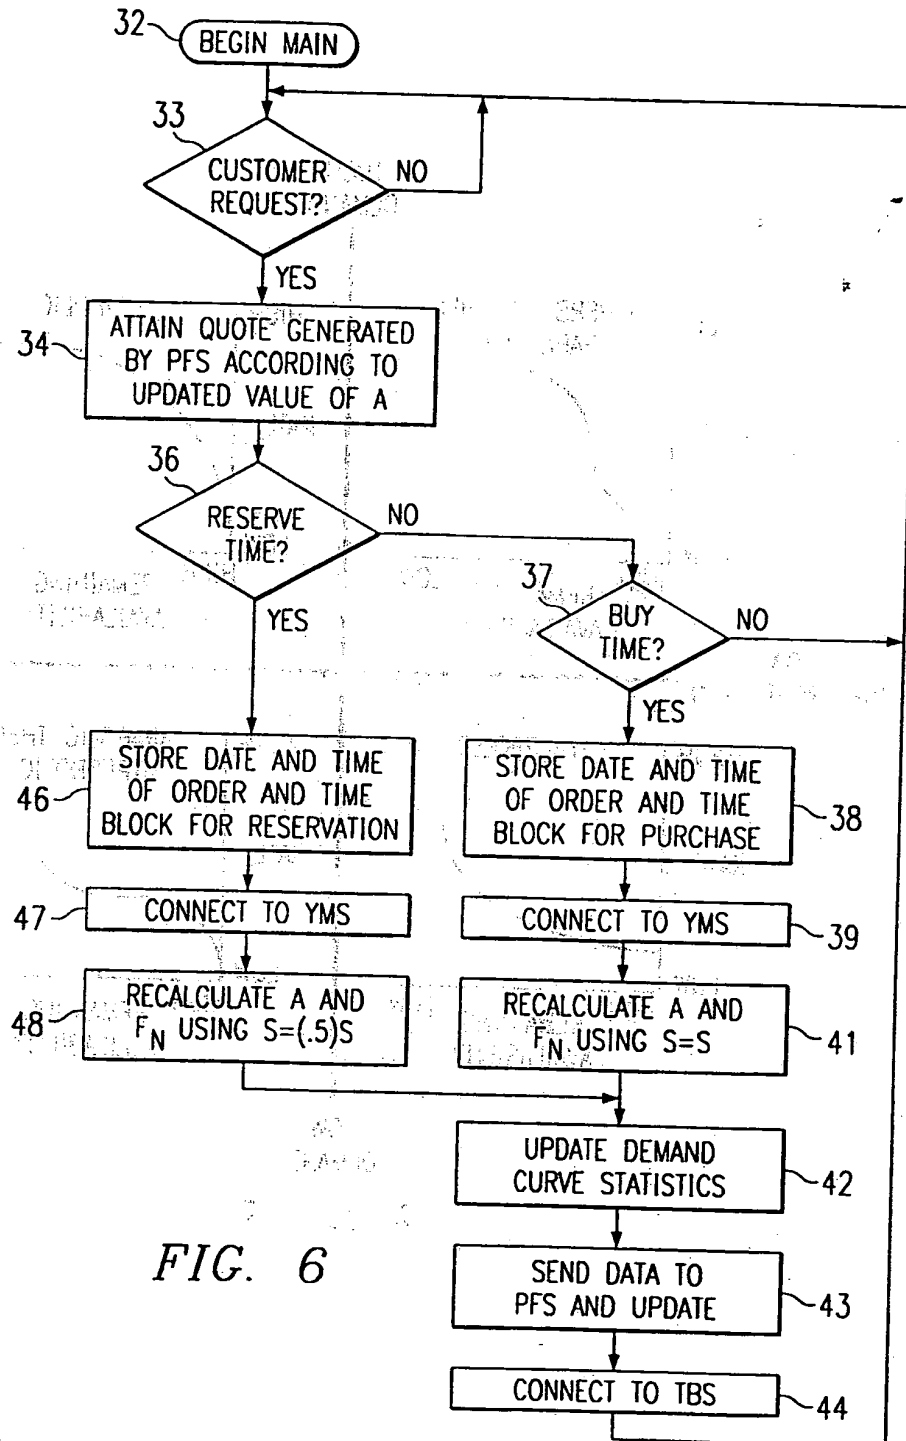 32
BEGIN MAIN
33
CUSTOMER
REQUEST?
NO
YES
34
ATTAIN QUOTE GENERATED
BY PFS ACCORDING TO
UPDATED VALUE OF A
36
RESERVE
TIME?
NO
YES
37
BUY
TIME?
NO
YES
46
STORE DATE AND TIME
OF ORDER AND TIME
BLOCK FOR RESERVATION
STORE DATE AND TIME
OF ORDER AND TIME
BLOCK FOR PURCHASE
38
47
CONNECT TO YMS
CONNECT TO YMS
39
48
RECALCULATE A AND
F_N USING S=(.5)S
RECALCULATE A AND
F_N USING S=S
41
UPDATE DEMAND
CURVE STATISTICS
42
FIG. 6
SEND DATA TO
PFS AND UPDATE
43
CONNECT TO TBS
44